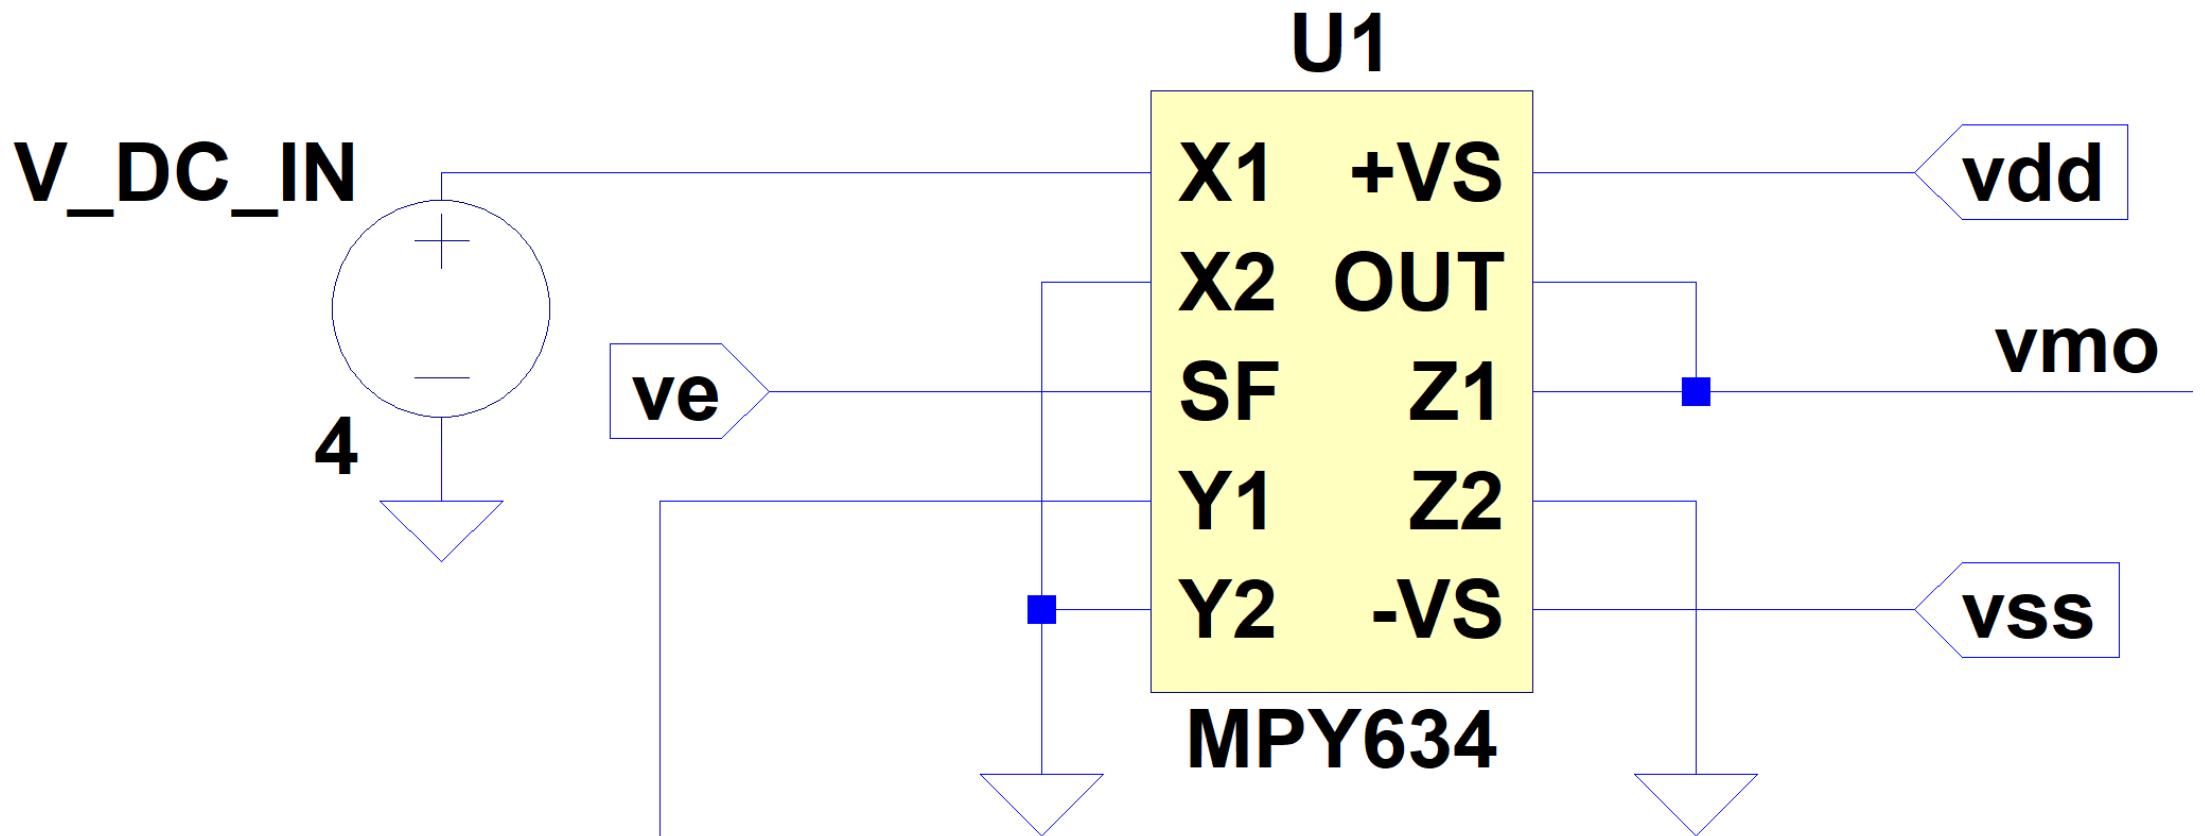 U1
V_DC_IN
4
ve
X1 +VS
X2 OUT
SF Z1
Y1 Z2
Y2 -VS
MPY634
vdd
vmo
vss